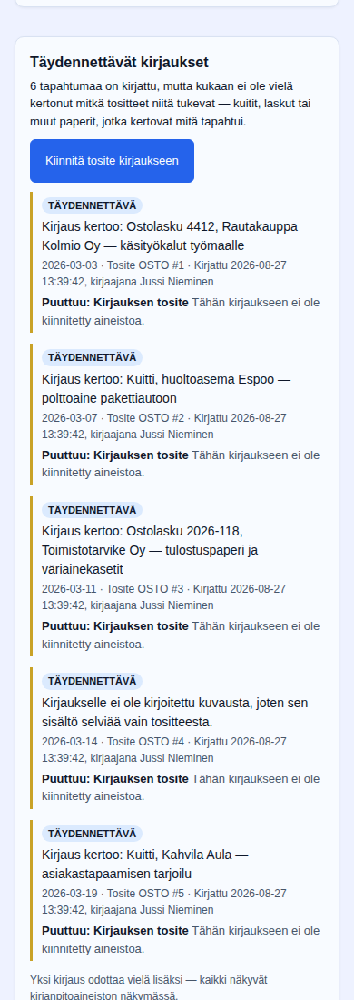 Täydennettävät kirjaukset
6 tapahtumaa on kirjattu, mutta kukaan ei ole vielä
kertonut mitkä tositteet niitä tukevat — kuitit, laskut tai
muut paperit, jotka kertovat mitä tapahtui.
Kiinnitä tosite kirjaukseen
TÄYDENNETTÄVÄ
Kirjaus kertoo: Ostolasku 4412, Rautakauppa
Kolmio Oy — käsityökalut työmaalle
2026-03-03 · Tosite OSTO #1 · Kirjattu 2026-08-27
13:39:42, kirjaajana Jussi Nieminen
Puuttuu: Kirjauksen tosite Tähän kirjaukseen ei ole
kiinnitetty aineistoa.
TÄYDENNETTÄVÄ
Kirjaus kertoo: Kuitti, huoltoasema Espoo —
polttoaine pakettiautoon
2026-03-07 · Tosite OSTO #2 · Kirjattu 2026-08-27
13:39:42, kirjaajana Jussi Nieminen
Puuttuu: Kirjauksen tosite Tähän kirjaukseen ei ole
kiinnitetty aineistoa.
TÄYDENNETTÄVÄ
Kirjaus kertoo: Ostolasku 2026-118,
Toimistotarvike Oy — tulostuspaperi ja
väriainekasetit
2026-03-11 · Tosite OSTO #3 · Kirjattu 2026-08-27
13:39:42, kirjaajana Jussi Nieminen
Puuttuu: Kirjauksen tosite Tähän kirjaukseen ei ole
kiinnitetty aineistoa.
TÄYDENNETTÄVÄ
Kirjaukselle ei ole kirjoitettu kuvausta, joten sen
sisältö selviää vain tositteesta.
2026-03-14 · Tosite OSTO #4 · Kirjattu 2026-08-27
13:39:42, kirjaajana Jussi Nieminen
Puuttuu: Kirjauksen tosite Tähän kirjaukseen ei ole
kiinnitetty aineistoa.
TÄYDENNETTÄVÄ
Kirjaus kertoo: Kuitti, Kahvila Aula —
asiakastapaamisen tarjoilu
2026-03-19 · Tosite OSTO #5 · Kirjattu 2026-08-27
13:39:42, kirjaajana Jussi Nieminen
Puuttuu: Kirjauksen tosite Tähän kirjaukseen ei ole
kiinnitetty aineistoa.
Yksi kirjaus odottaa vielä lisäksi — kaikki näkyvät
kirjanpitoaineiston näkymässä.